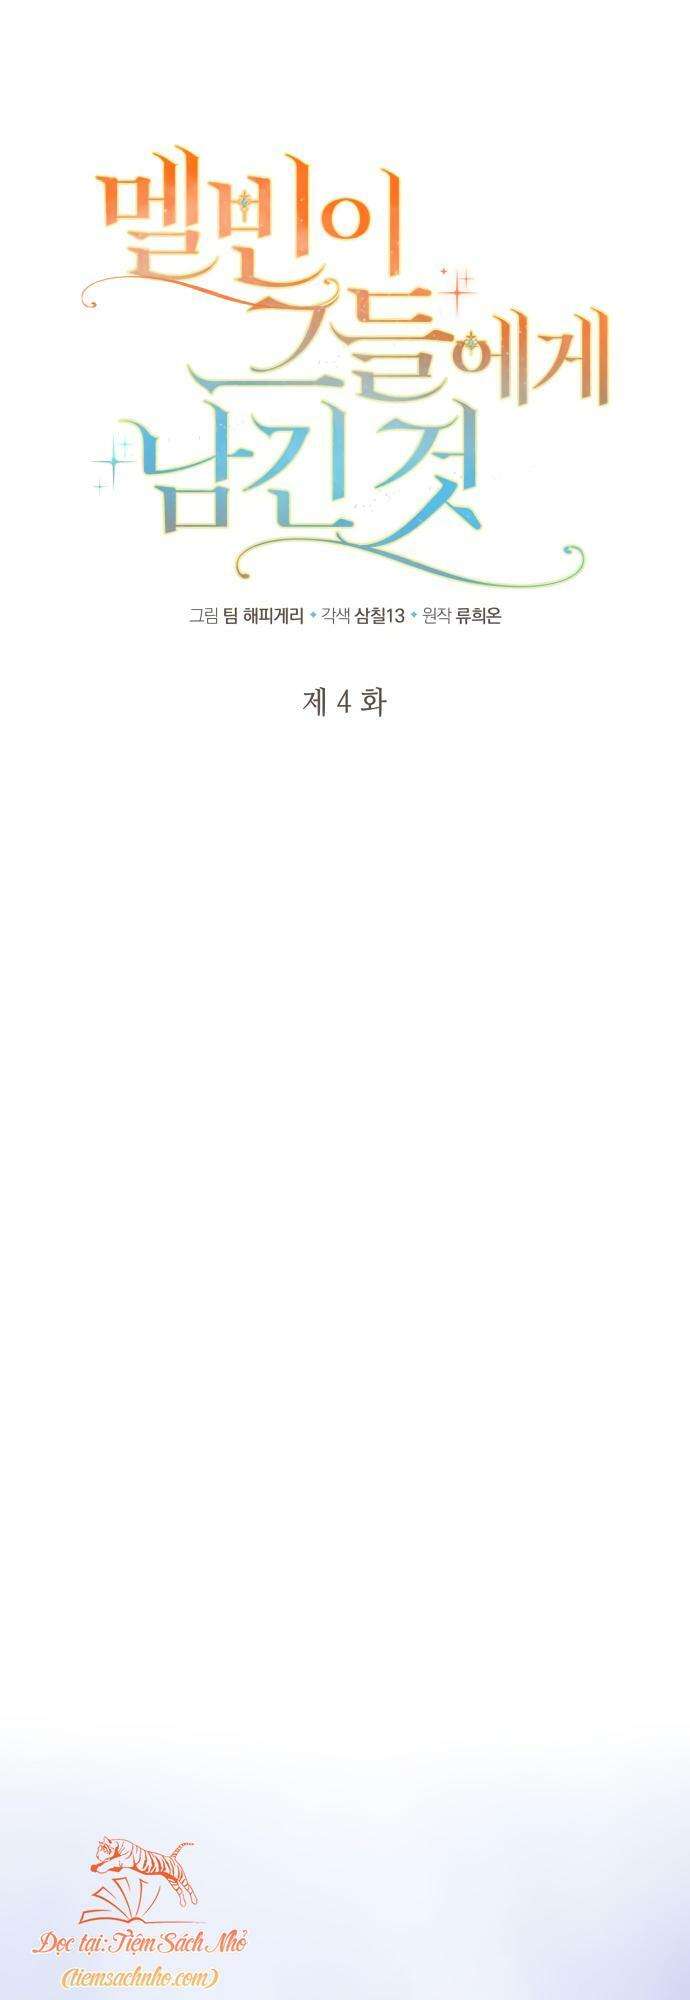 멜빈이
그들에게
남긴 것
그림 팀 해피게리 ✦ 각색 삼칠13 ✦ 원작 류희온
제 4 화
Đọc tại: Tiệm Sách Nhỏ
(tiemsachnho.com)